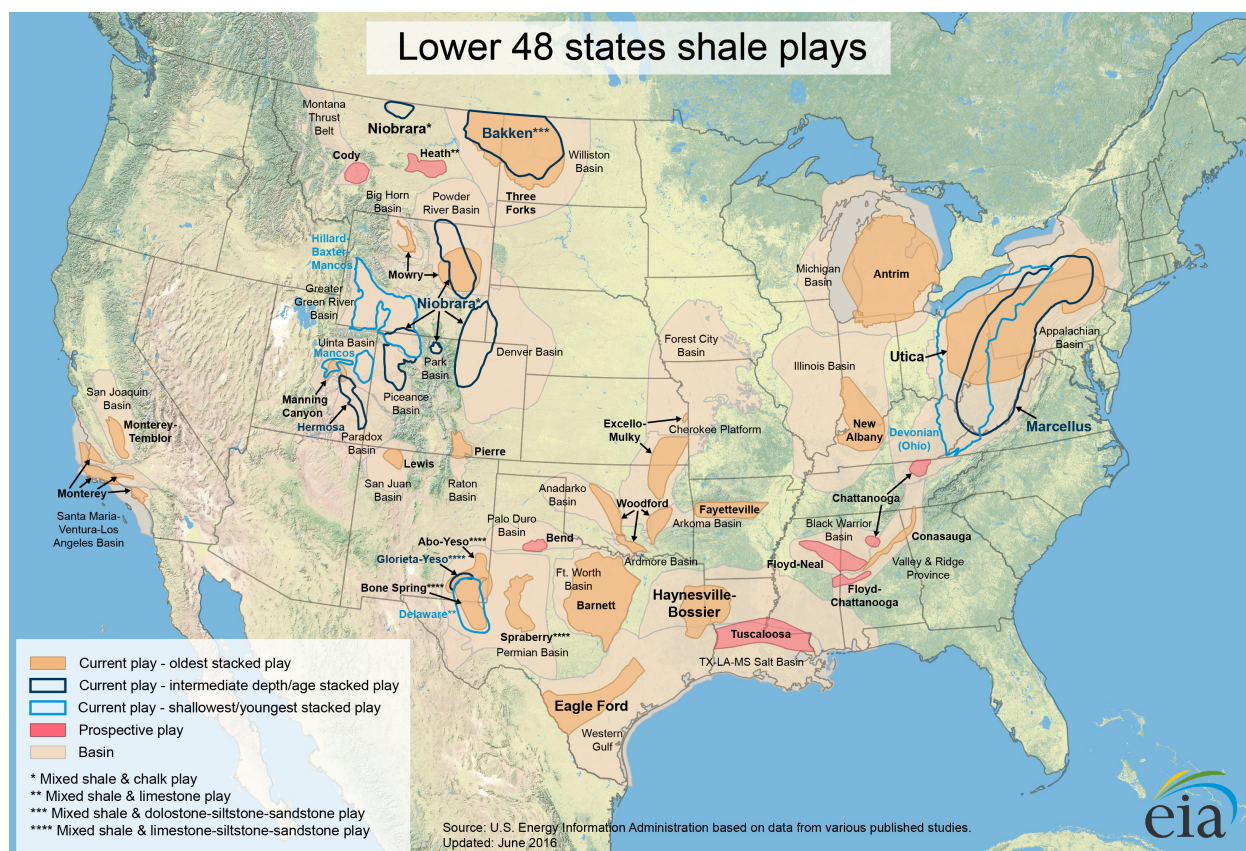 Lower 48 states shale plays
Montana
Thrust
Belt
Niobrara*
Bakken***
Cody
Heath**
Williston
Basin
Big Horn
Basin
Powder
River Basin
Three
Forks
Hillard-
Baxter-
Mancos
Mowry
Greater
Green River
Basin
Niobrara*
Uinta Basin
Mancos
Park
Basin
Denver Basin
Manning
Canyon
Hermosa
Piceance
Basin
Paradox
Basin
San Joaquin
Basin
Monterey-
Temblor
Monterey
Santa Maria-
Ventura-Los
Angeles Basin
Lewis
San Juan
Basin
Pierre
Raton
Basin
Michigan
Basin
Antrim
Forest City
Basin
Illinois Basin
Utica
Appalachian
Basin
Excello-
Mulky
Cherokee Platform
New
Albany
Devonian
(Ohio)
Marcellus
Anadarko
Basin
Woodford
Fayetteville
Arkoma Basin
Chattanooga
Palo Duro
Basin
Bend
Black Warrior
Basin
Conasauga
Abo-Yeso****
Glorieta-Yeso****
Bone Spring****
Delaware**
Ardmore Basin
Floyd-Neal
Valley & Ridge
Province
Ft. Worth
Basin
Barnett
Haynesville-
Bossier
Floyd-
Chattanooga
Spraberry****
Permian Basin
Tuscaloosa
TX-LA-MS Salt Basin
Eagle Ford
Western
Gulf
Current play - oldest stacked play
Current play - intermediate depth/age stacked play
Current play - shallowest/youngest stacked play
Prospective play
Basin
* Mixed shale & chalk play
** Mixed shale & limestone play
*** Mixed shale & dolostone-siltstone-sandstone play
**** Mixed shale & limestone-siltstone-sandstone play
Source: U.S. Energy Information Administration based on data from various published studies.
Updated: June 2016
eia